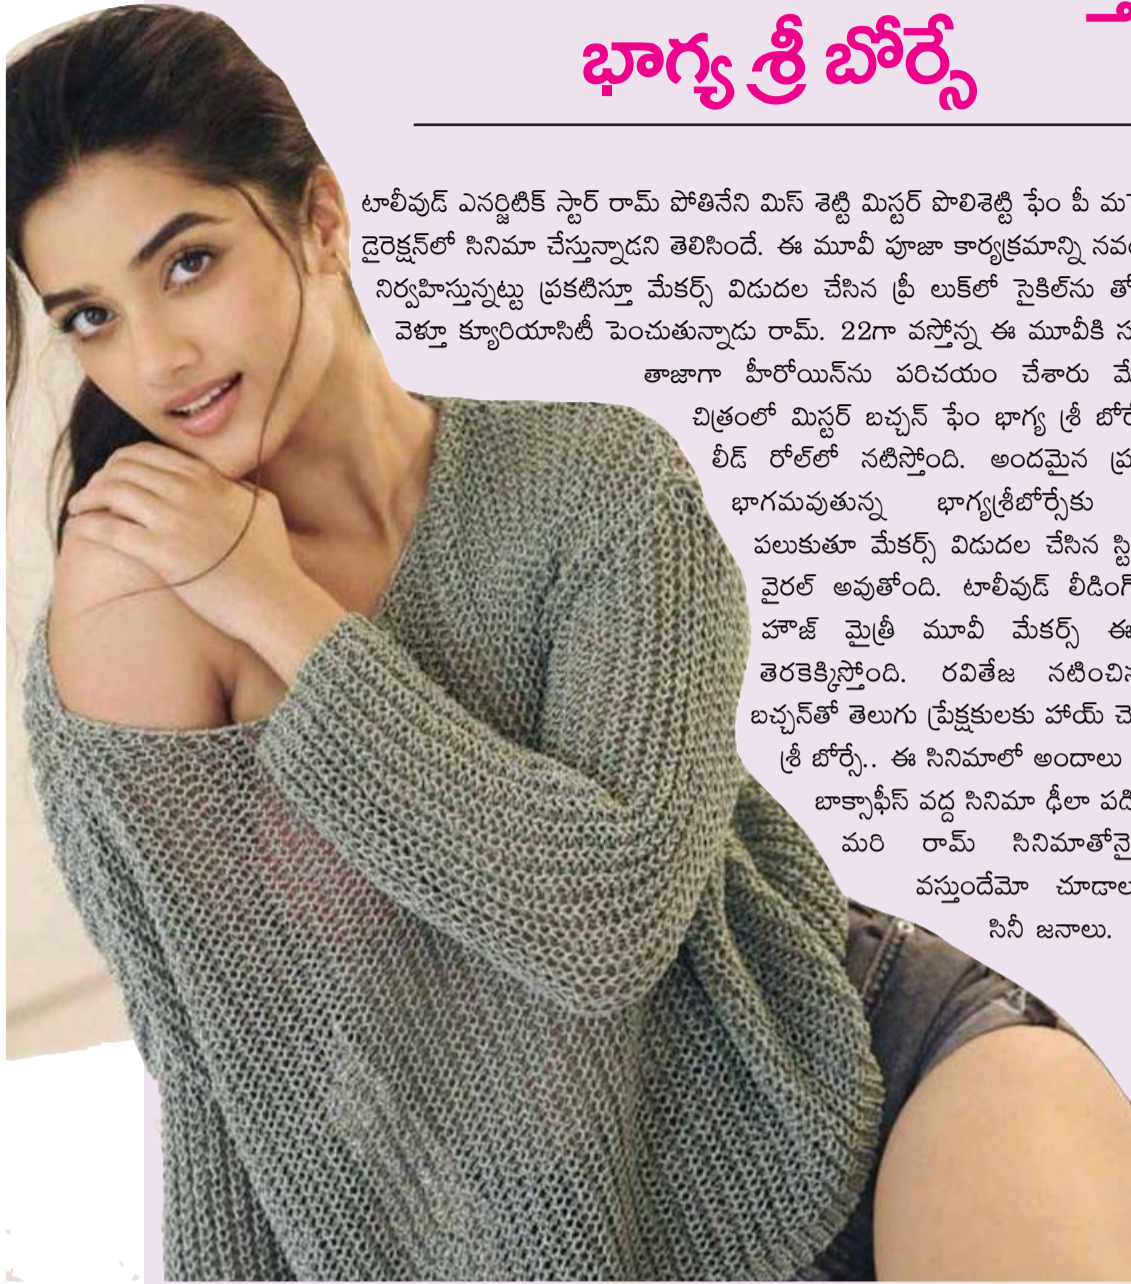 భాగ్య శ్రీ బోర్సే
టాలీవుడ్ ఎనర్జిటిక్ స్టార్ రామ్ పోతినేని మిస్ శెట్టి మిస్టర్ పొలిశెట్టి ఫేం పీ
డైరెక్షన్‌లో సినిమా చేస్తున్నాడని తెలిసిందే. ఈ మూవీ పూజా కార్యక్రమాన్ని
నిర్వహిస్తున్నట్టు ప్రకటిస్తూ మేకర్స్ విడుదల చేసిన ప్రీ లుక్‌లో సైకిల్‌ను
వెళ్తూ క్యూరియాసిటీ పెంచుతున్నాడు రామ్. 22గా వస్తోన్న ఈ మూవీకి
తాజాగా హీరోయిన్‌ను పరిచయం చేశారు
చిత్రంలో మిస్టర్ బచ్చన్ ఫేం భాగ్య శ్రీ
లీడ్ రోల్‌లో నటిస్తోంది. అందమైన
భాగమవుతున్న భాగ్యశ్రీబోర్సేకు
పలుకుతూ మేకర్స్ విడుదల చేసిన
వైరల్ అవుతోంది. టాలీవుడ్ లీడింగ్
హౌజ్ మైత్రీ మూవీ మేకర్స్ ఈ
తెరకెక్కిస్తోంది. రవితేజ
బచ్చన్‌తో తెలుగు ప్రేక్షకులకు హాయ్
శ్రీ బోర్సే.. ఈ సినిమాలో అందాలు
బాక్సాఫీస్ వద్ద సినిమా ఢీలా
మరి రామ్ సినిమాతోనై
వస్తుందేమో
సినీ జనాలు.